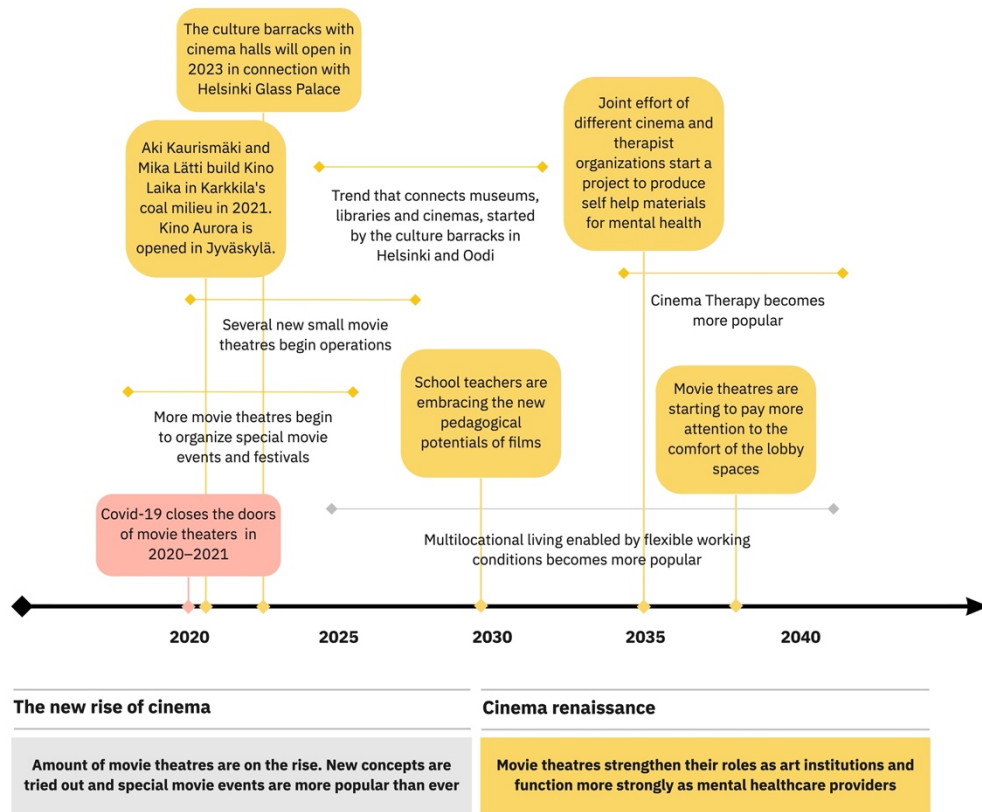 The culture barracks with
cinema halls will open in
2023 in connection with
Helsinki Glass Palace
Aki Kaurismäki and
Mika Lätti build Kino
Laika in Karkkila's
coal milieu in 2021.
Kino Aurora is
opened in Jyväskylä.
Trend that connects museums,
libraries and cinemas, started
by the culture barracks in
Helsinki and Oodi
Joint effort of
different cinema and
therapist
organizations start a
project to produce
self help materials
for mental health
Cinema Therapy becomes
more popular
Several new small movie
theatres begin operations
School teachers are
embracing the new
pedagogical
potentials of films
Movie theatres are
starting to pay more
attention to the
comfort of the lobby
spaces
More movie theatres begin
to organize special movie
events and festivals
Covid-19 closes the doors
of movie theaters in
2020–2021
Multilocational living enabled by flexible working
conditions becomes more popular
2020 2025 2030 2035 2040
The new rise of cinema
Amount of movie theatres are on the rise. New concepts are
tried out and special movie events are more popular than ever
Cinema renaissance
Movie theatres strengthen their roles as art institutions and
function more strongly as mental healthcare providers